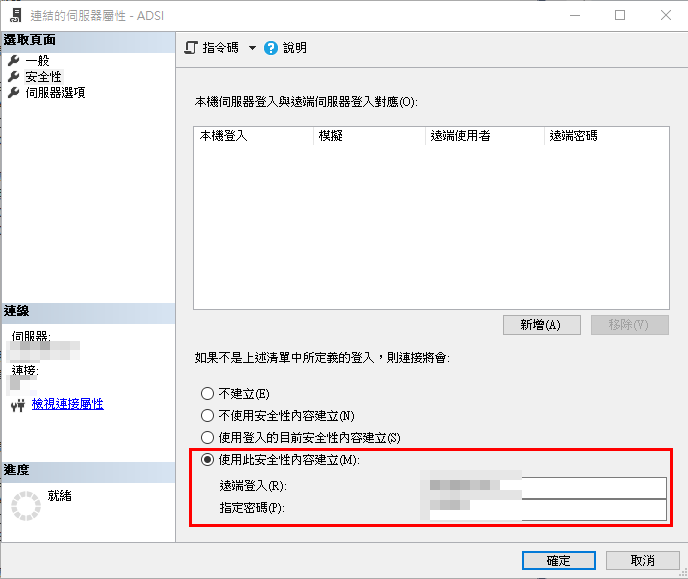 連結的伺服器屬性 - ADSI
選取頁面
一般
安全性
伺服器選項
指令碼 說明
本機伺服器登入與遠端伺服器登入對應(O):
本機登入 模擬 遠端使用者 遠端密碼
新增(A) 移除(V)
如果不是上述清單中所定義的登入，則連接將會:
不建立(E)
不使用安全性內容建立(N)
使用登入的目前安全性內容建立(S)
使用此安全性內容建立(M):
遠端登入(R):
指定密碼(P):
連線
伺服器:
連接:
檢視連接屬性
進度
就緒
確定 取消